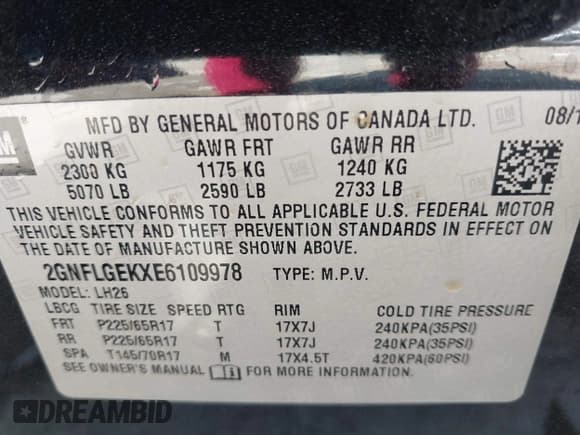 GM
MFD BY GENERAL MOTORS OF CANADA LTD. 08/1
GVWR GAWR FRT GAWR RR
2300 KG 1175 KG 1240 KG
5070 LB 2590 LB 2733 LB
THIS VEHICLE CONFORMS TO ALL APPLICABLE U.S. FEDERAL MOTOR
VEHICLE SAFETY AND THEFT PREVENTION STANDARDS IN EFFECT ON
THE DATE OF MANUFACTURE SHOWN ABOVE.
2GNFLGEKXE6109978 TYPE: M.P.V.
MODEL: LH26
LBCG TIRE SIZE SPEED RTG RIM COLD TIRE PRESSURE
FRT P225/65R17 T 17X7J 240KPA(35PSI)
RR P225/65R17 T 17X7J 240KPA(35PSI)
SPA T145/70R17 M 17X4.5T 420KPA(60PSI)
SEE OWNER'S MANUAL FOR MORE INFORMATION.
DREAMBID